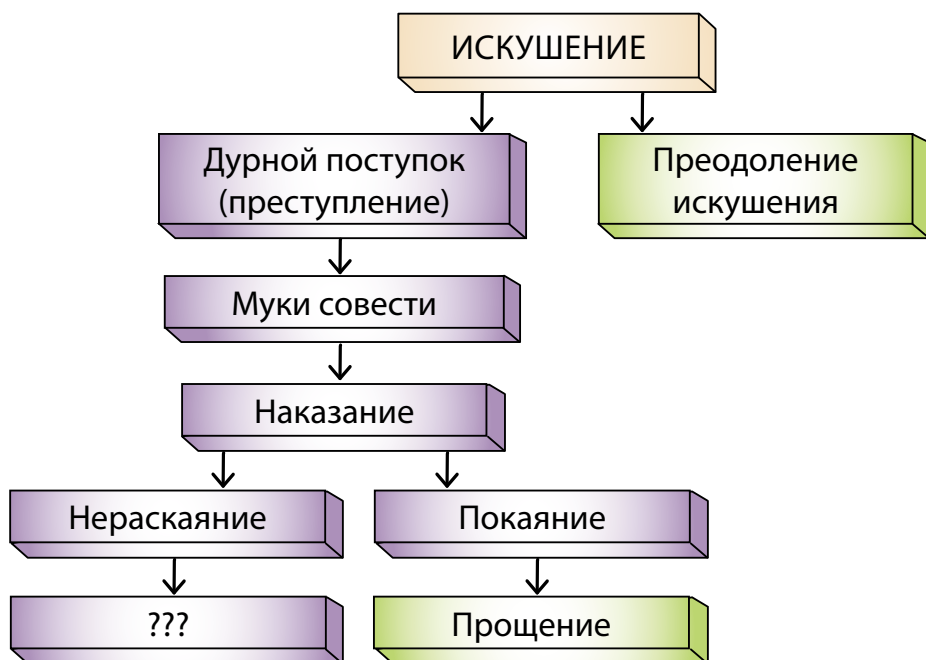 ИСКУШЕНИЕ
Дурной поступок
(преступление)
Преодоление
искушения
Муки совести
Наказание
Нераскаяние
Покаяние
???
Прощение